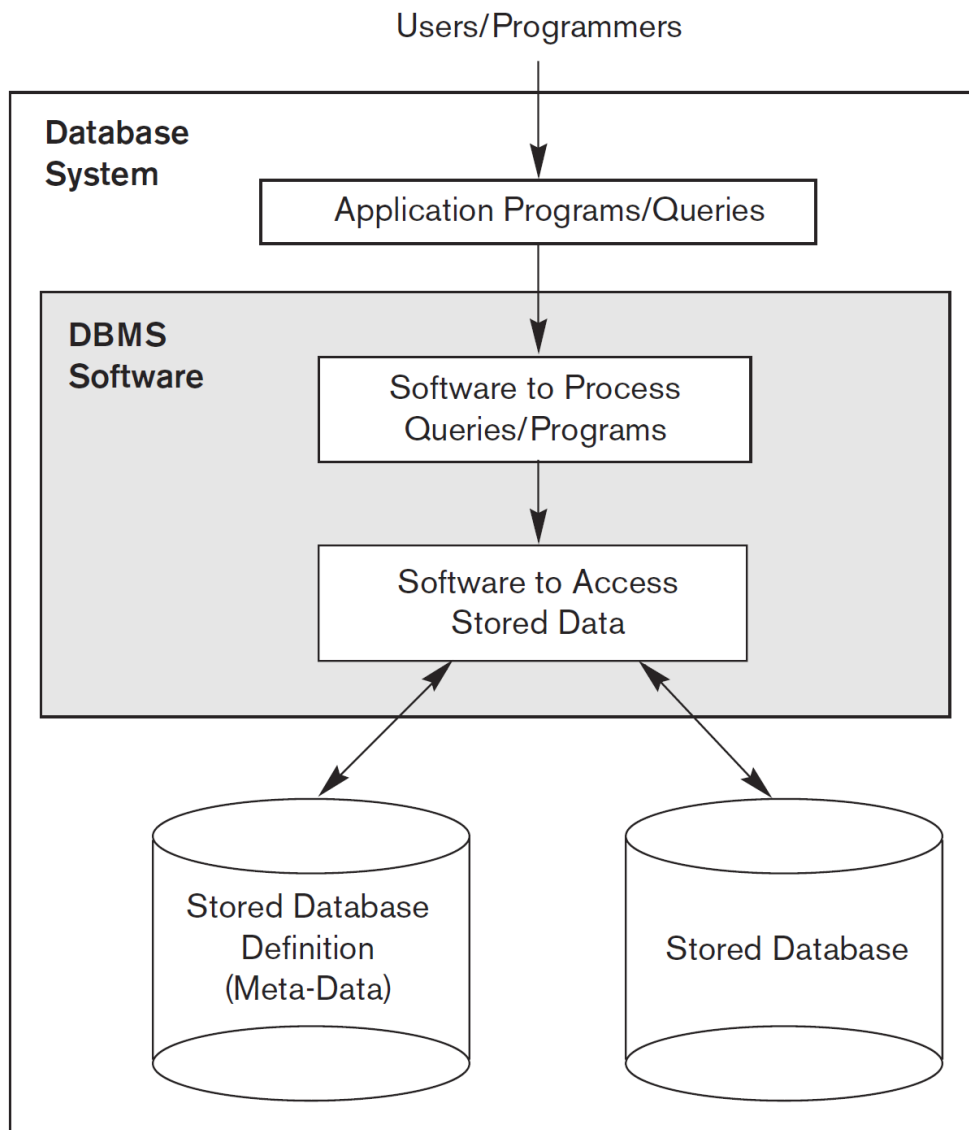 Users/Programmers
Database
System
Application Programs/Queries
DBMS
Software
Software to Process
Queries/Programs
Software to Access
Stored Data
Stored Database
Definition
(Meta-Data)
Stored Database